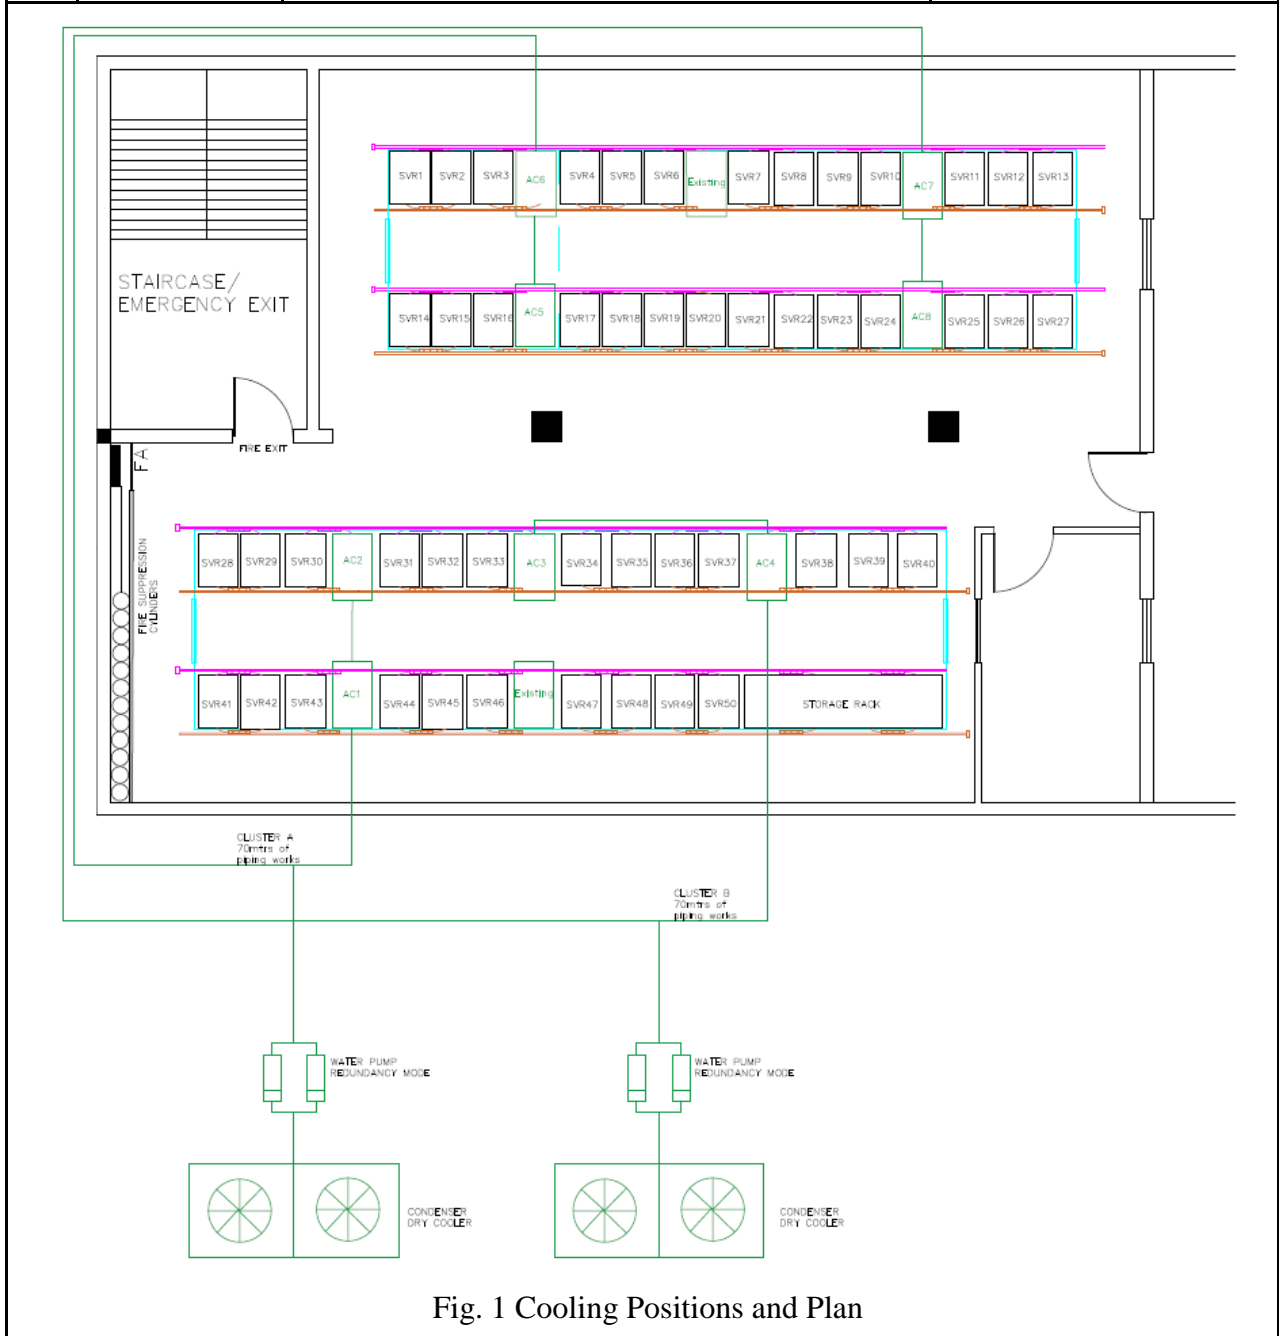 SVR1 SVR2 SVR3 AC6 SVR4 SVR5 SVR6 Existing SVR7 SVR8 SVR9 SVR10 AC7 SVR11 SVR12 SVR13
STAIRCASE/
EMERGENCY EXIT
SVR14 SVR15 SVR16 AC5 SVR17 SVR18 SVR19 SVR20 SVR21 SVR22 SVR23 SVR24 AC8 SVR25 SVR26 SVR27
FIRE EXIT
FA
FIRE SUPPRESSION
CYLINDERS
SVR28 SVR29 SVR30 AC2 SVR31 SVR32 SVR33 AC3 SVR34 SVR35 SVR36 SVR37 AC4 SVR38 SVR39 SVR40
SVR41 SVR42 SVR43 AC1 SVR44 SVR45 SVR46 Existing SVR47 SVR48 SVR49 SVR50 STORAGE RACK
CLUSTER A
70mtrs of
piping works
CLUSTER B
70mtrs of
piping works
WATER PUMP
REDUNDANCY MODE
WATER PUMP
REDUNDANCY MODE
CONDENSER
DRY COOLER
CONDENSER
DRY COOLER
Fig. 1 Cooling Positions and Plan